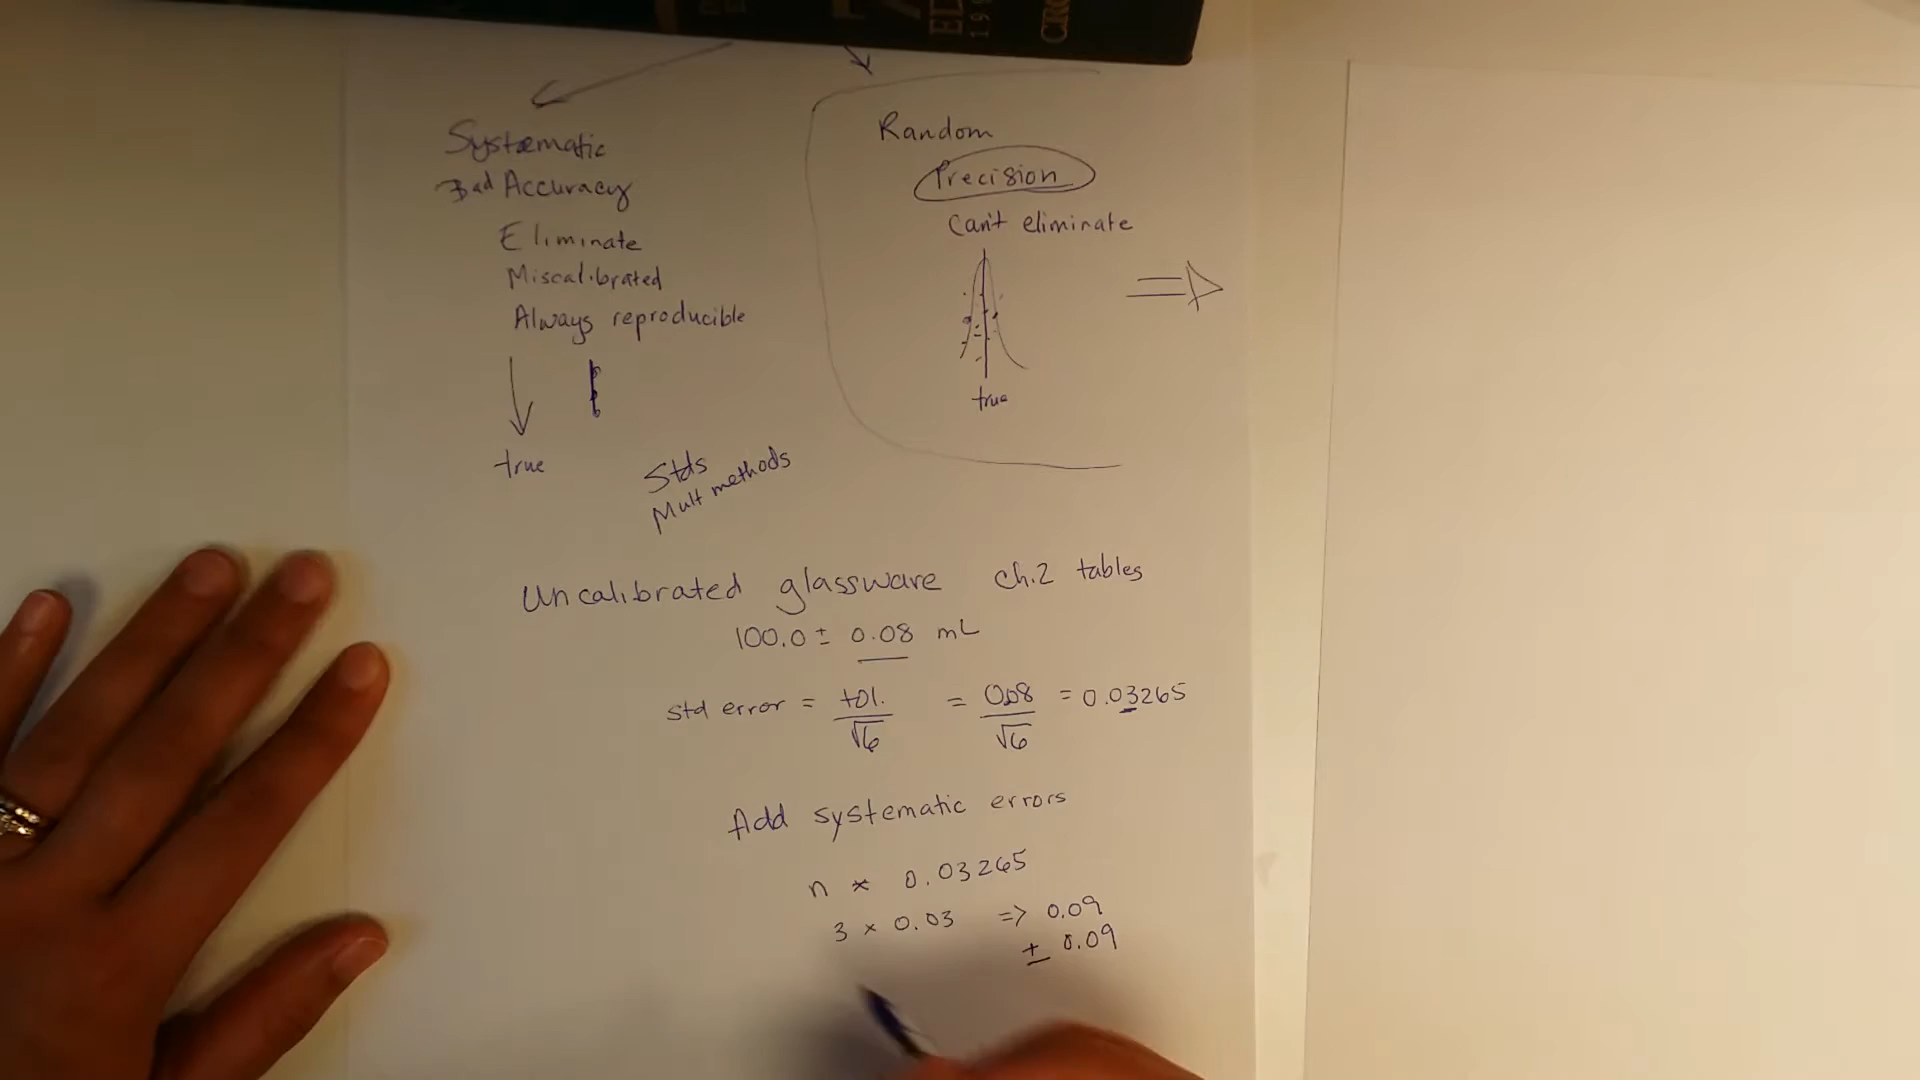 Systematic
Bad Accuracy
Eliminate
Miscalibrated
Always reproducible
true
Stds
Mult methods
Random
Precision
Can't eliminate
true
Uncalibrated glassware ch.2 tables
100.0 ± 0.08 mL
std error = tol. / √6 = 0.08 / √6 = 0.03265
Add systematic errors
n * 0.03265
3 × 0.03 => 0.09
± 0.09